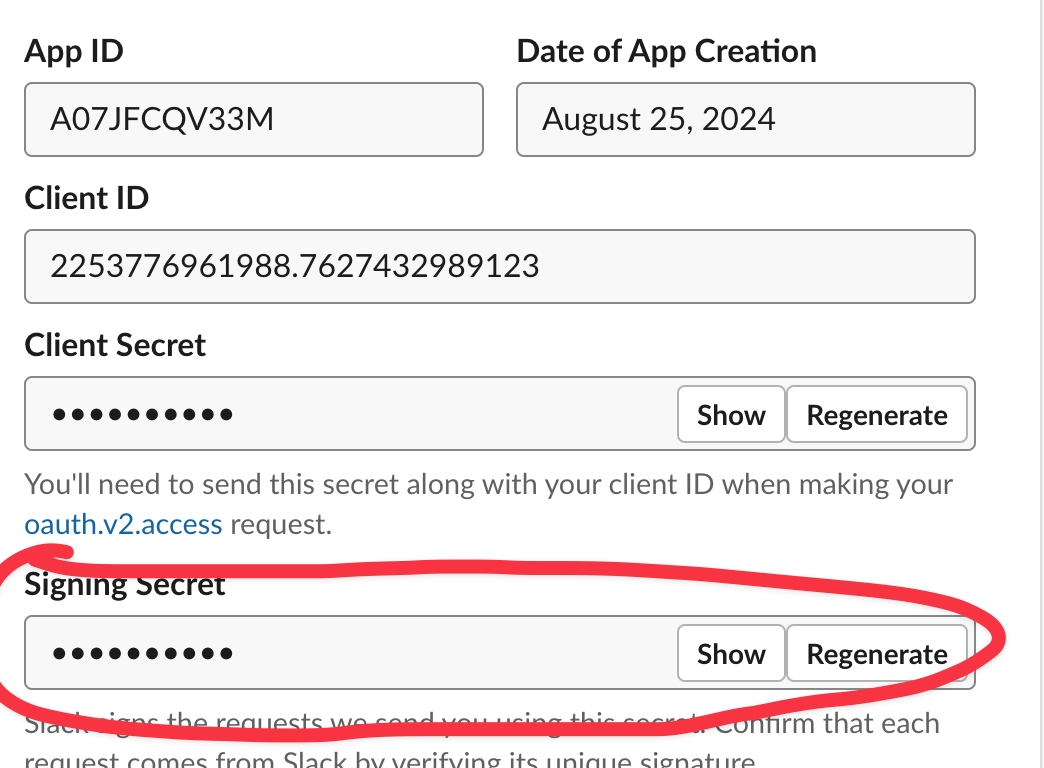 App ID
Date of App Creation
A07JFCQV33M
August 25, 2024
Client ID
2253776961988.7627432989123
Client Secret
••••••••••
Show
Regenerate
You'll need to send this secret along with your client ID when making your
oauth.v2.access request.
Signing Secret
••••••••••
Show
Regenerate
Slack signs the requests we send you using this secret. Confirm that each
request comes from Slack by verifying its unique signature.